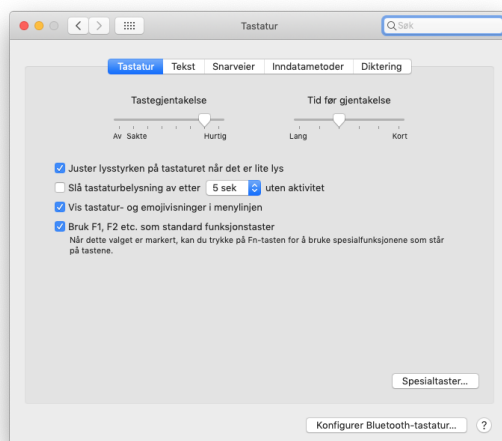 Tastatur
Søk
Tastatur Tekst Snarveier Inndatametoder Diktering
Tastegjentakelse Tid før gjentakelse
Av Sakte Hurtig Lang Kort
Juster lysstyrken på tastaturet når det er lite lys
Slå tastaturbelysning av etter 5 sek uten aktivitet
Vis tastatur- og emojivisninger i menylinjen
Bruk F1, F2 etc. som standard funksjonstaster
Når dette valget er markert, kan du trykke på Fn-tasten for å bruke spesialfunksjonene som står
på tastene.
Spesialtaster...
Konfigurer Bluetooth-tastatur... ?